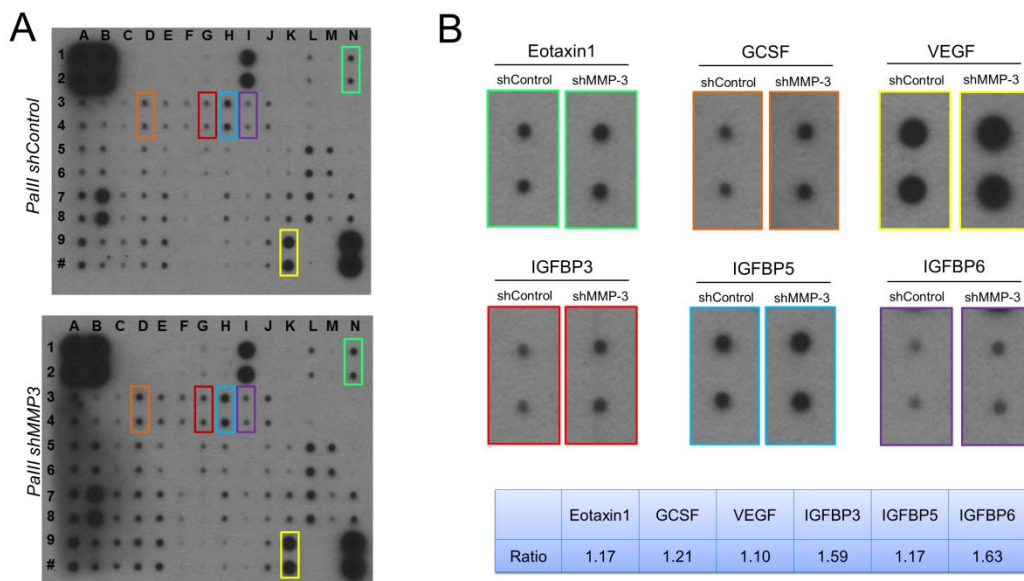 A
A B C D E F G H I J K L M N
1
2
3
4
5
6
7
8
9
#
PaIII shControl
A B C D E F G H I J K L M N
1
2
3
4
5
6
7
8
9
#
PaIII shMMP3
B
Eotaxin1 GCSF VEGF
shControl shMMP-3 shControl shMMP-3 shControl shMMP-3
IGFBP3 IGFBP5 IGFBP6
shControl shMMP-3 shControl shMMP-3 shControl shMMP-3
Eotaxin1 GCSF VEGF IGFBP3 IGFBP5 IGFBP6
Ratio 1.17 1.21 1.10 1.59 1.17 1.63